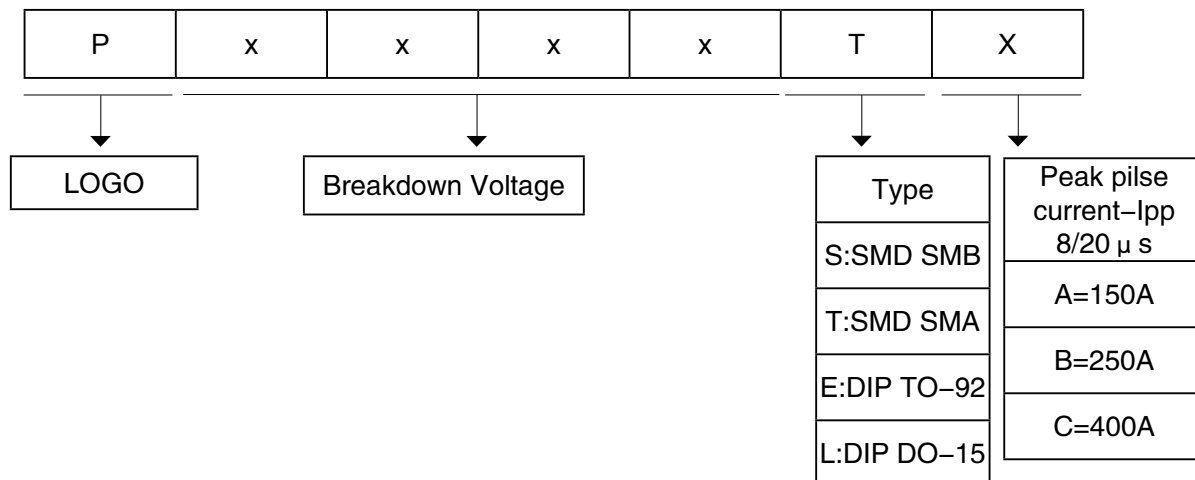 P x x x x T X
LOGO
Breakdown Voltage
Type
S:SMD SMB
T:SMD SMA
E:DIP TO−92
L:DIP DO−15
Peak pilse
current−Ipp
8/20 μ s
A=150A
B=250A
C=400A